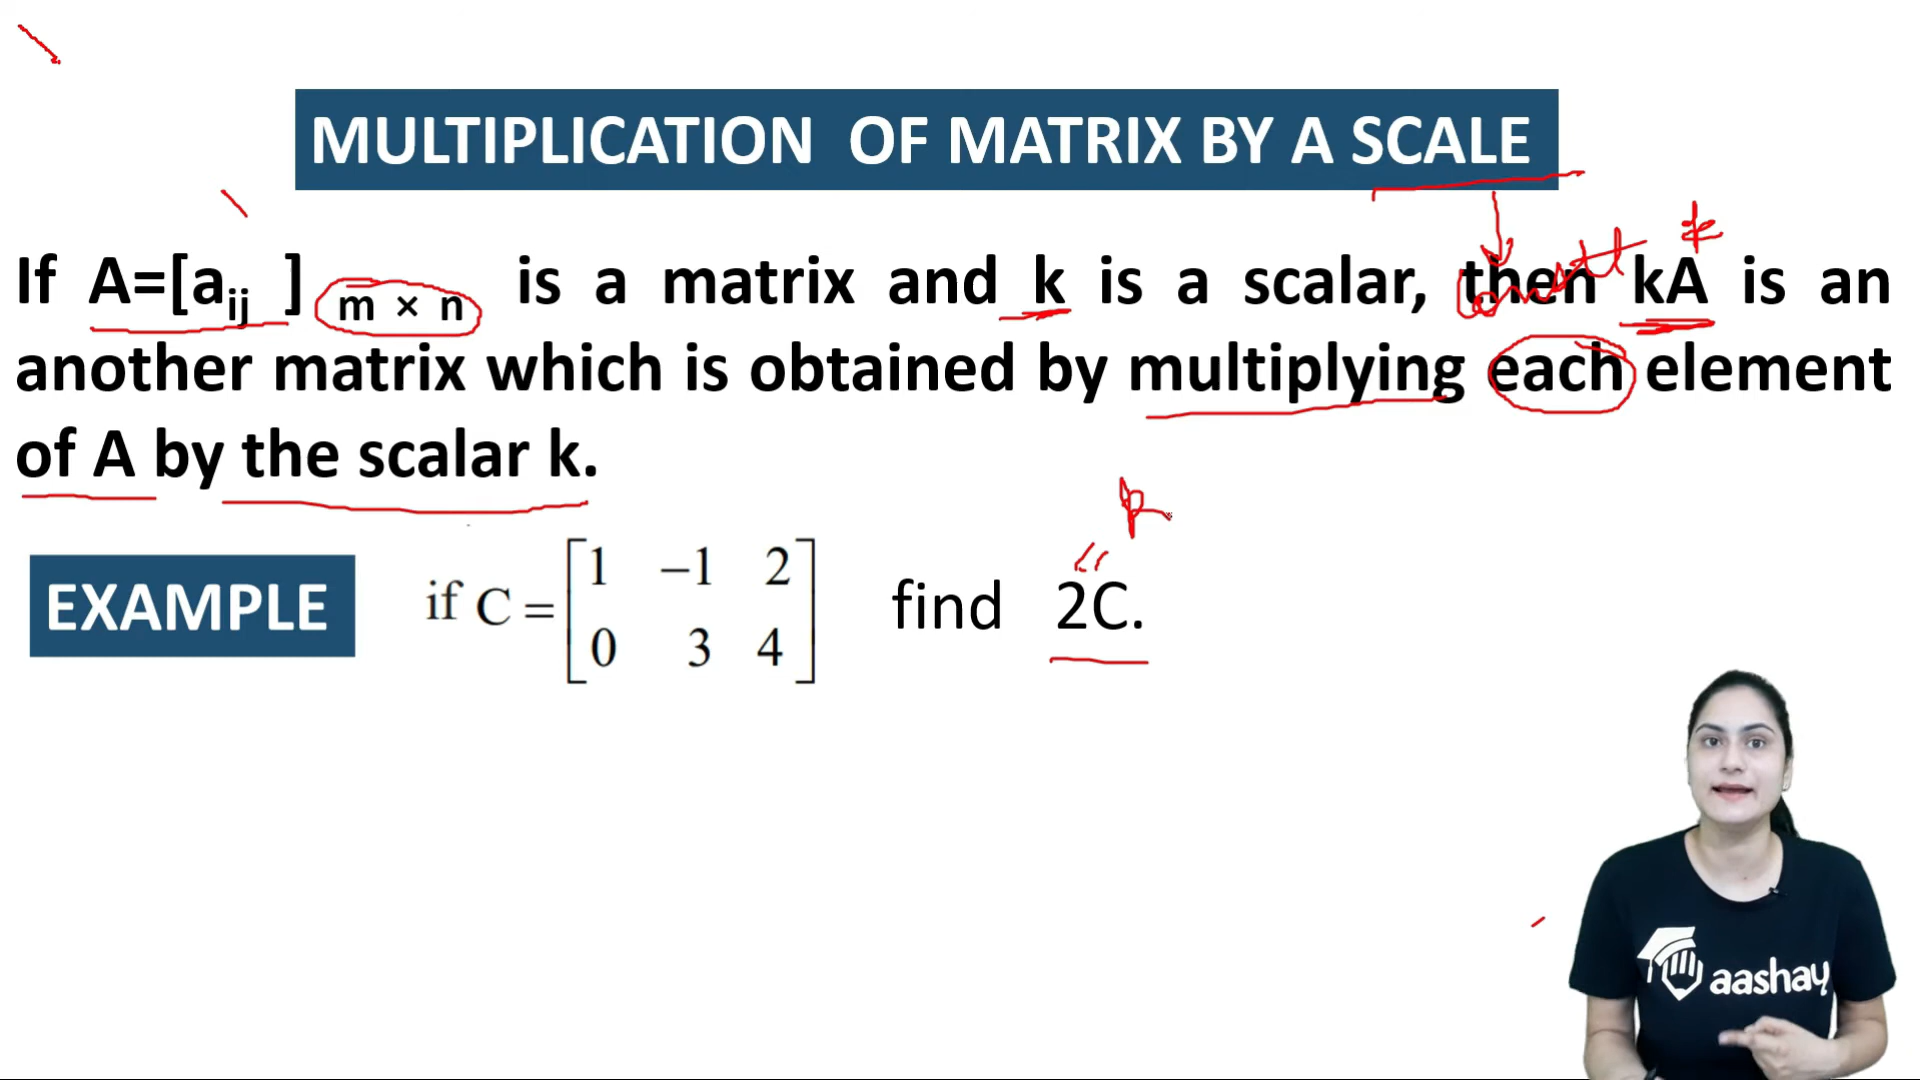 MULTIPLICATION OF MATRIX BY A SCALE
If A=[aij ] m × n is a matrix and k is a scalar, then kA is an
another matrix which is obtained by multiplying each element
of A by the scalar k.
k
EXAMPLE if C = [1 −1 2
0 3 4] find 2C.
aashay